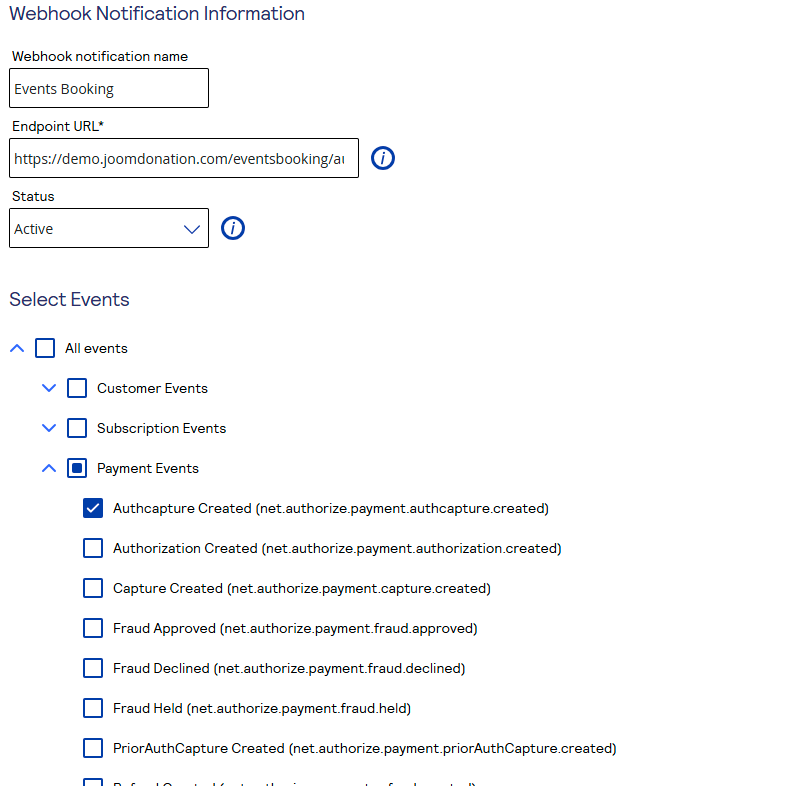 Webhook Notification Information
Webhook notification name
Events Booking
Endpoint URL*
https://demo.joomdonation.com/eventsbooking/au
i
Status
Active
i
Select Events
All events
Customer Events
Subscription Events
Payment Events
Authcapture Created (net.authorize.payment.authcapture.created)
Authorization Created (net.authorize.payment.authorization.created)
Capture Created (net.authorize.payment.capture.created)
Fraud Approved (net.authorize.payment.fraud.approved)
Fraud Declined (net.authorize.payment.fraud.declined)
Fraud Held (net.authorize.payment.fraud.held)
PriorAuthCapture Created (net.authorize.payment.priorAuthCapture.created)